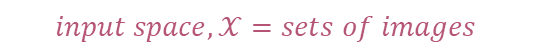 input space, 𝒳 = sets of images